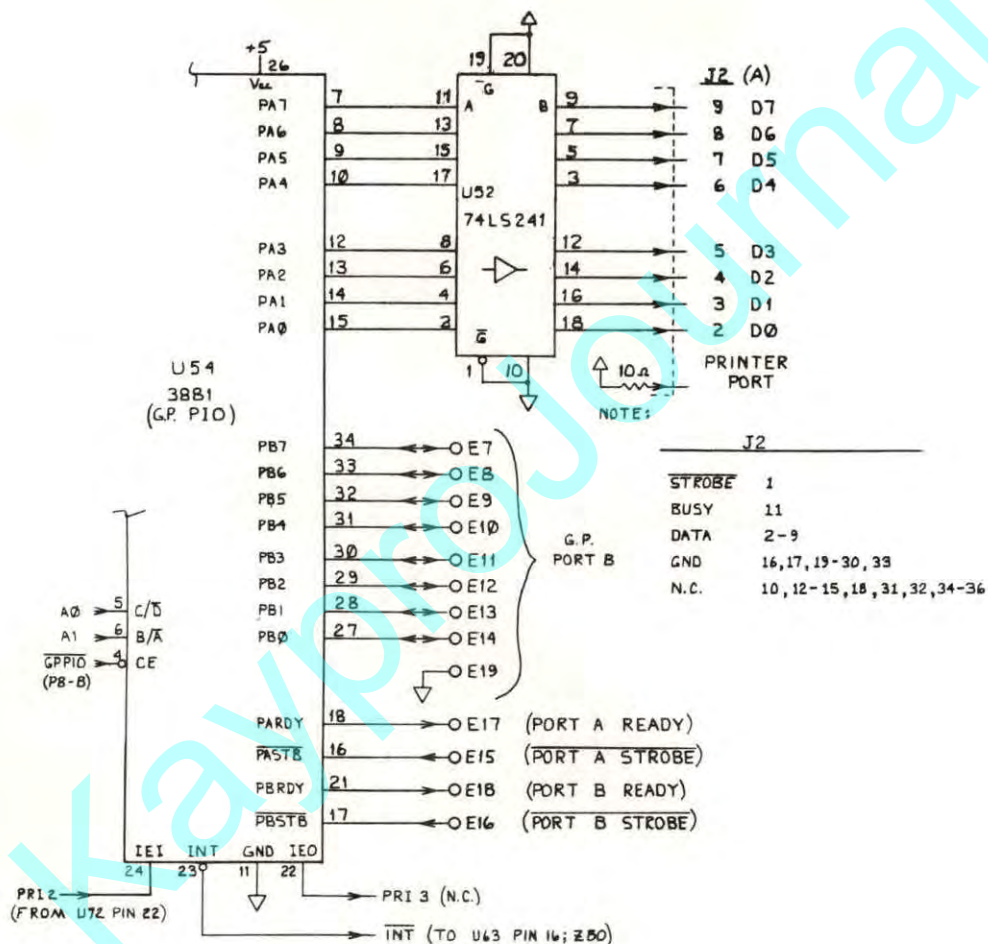 +5
26
Vcc
19 20
G
J2 (A)
PA7 7 11 A B 9 9 D7
PA6 8 13 7 8 D6
PA5 9 15 5 7 D5
PA4 10 17 3 6 D4
U52
74LS241
PA3 12 8 12 5 D3
PA2 13 6 14 4 D2
PA1 14 4 16 3 D1
PA0 15 2 18 2 D0
G
1 10
PRINTER
PORT
10Ω
NOTE:
U54
3881
(G.P. PIO)
J2
STROBE 1
BUSY 11
DATA 2-9
GND 16,17,19-30,33
N.C. 10,12-15,18,31,32,34-36
PB7 34 E7
PB6 33 E8
PB5 32 E9
PB4 31 E10
PB3 30 E11
PB2 29 E12
PB1 28 E13
PB0 27 E14
E19
G.P.
PORT B
A0 5 C/D
A1 6 B/A
GPPIO 4 CE
(P8-B)
PARDY 18 E17 (PORT A READY)
PASTB 16 E15 (PORT A STROBE)
PBRDY 21 E18 (PORT B READY)
PBSTB 17 E16 (PORT B STROBE)
IEI INT GND IEO
24 23 11 22
PRI 2
(FROM U72 PIN 22)
PRI 3 (N.C.)
INT (TO U63 PIN 16; Z80)
KayproJournal